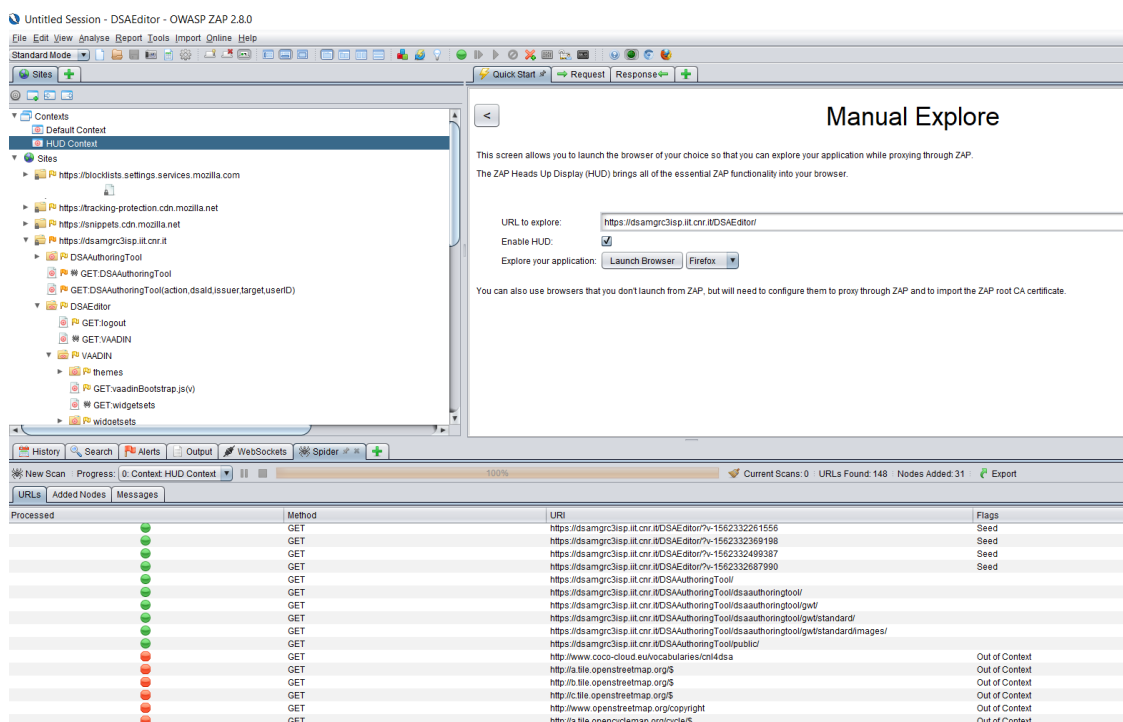 Untitled Session - DSAEditor - OWASP ZAP 2.8.0
File Edit View Analyse Report Tools Import Online Help
Standard Mode
Sites
Quick Start Request Response
Contexts
Default Context
HUD Context
Sites
https://blocklists.settings.services.mozilla.com
https://tracking-protection.cdn.mozilla.net
https://snippets.cdn.mozilla.net
https://dsamgrc3isp.iit.cnr.it
DSAAuthoringTool
GET:DSAAuthoringTool
GET:DSAAuthoringTool(action,dsaId,issuer,target,userID)
DSAEditor
GET:logout
GET:VAADIN
VAADIN
themes
GET:vaadinBootstrap.js(v)
GET:widgetsets
widgetsets
<
Manual Explore
This screen allows you to launch the browser of your choice so that you can explore your application while proxying through ZAP.
The ZAP Heads Up Display (HUD) brings all of the essential ZAP functionality into your browser.
URL to explore: https://dsamgrc3isp.iit.cnr.it/DSAEditor/
Enable HUD:
Explore your application: Launch Browser Firefox
You can also use browsers that you don't launch from ZAP, but will need to configure them to proxy through ZAP and to import the ZAP root CA certificate.
History Search Alerts Output WebSockets Spider
New Scan Progress: 0: Context: HUD Context 100% Current Scans: 0 URLs Found: 148 Nodes Added: 31 Export
URLs Added Nodes Messages
Processed Method URI Flags
GET https://dsamgrc3isp.iit.cnr.it/DSAEditor/?v-1562332261556 Seed
GET https://dsamgrc3isp.iit.cnr.it/DSAEditor/?v-1562332369198 Seed
GET https://dsamgrc3isp.iit.cnr.it/DSAEditor/?v-1562332499387 Seed
GET https://dsamgrc3isp.iit.cnr.it/DSAEditor/?v-1562332687990 Seed
GET https://dsamgrc3isp.iit.cnr.it/DSAAuthoringTool/
GET https://dsamgrc3isp.iit.cnr.it/DSAAuthoringTool/dsaauthoringtool/
GET https://dsamgrc3isp.iit.cnr.it/DSAAuthoringTool/dsaauthoringtool/gwt/
GET https://dsamgrc3isp.iit.cnr.it/DSAAuthoringTool/dsaauthoringtool/gwt/standard/
GET https://dsamgrc3isp.iit.cnr.it/DSAAuthoringTool/dsaauthoringtool/gwt/standard/images/
GET https://dsamgrc3isp.iit.cnr.it/DSAAuthoringTool/public/
GET http://www.coco-cloud.eu/vocabularies/cnl4dsa Out of Context
GET http://a.tile.openstreetmap.org/$ Out of Context
GET http://b.tile.openstreetmap.org/$ Out of Context
GET http://c.tile.openstreetmap.org/$ Out of Context
GET http://www.openstreetmap.org/copyright Out of Context
GET http://a.tile.opencyclemap.org/cycle/$ Out of Context